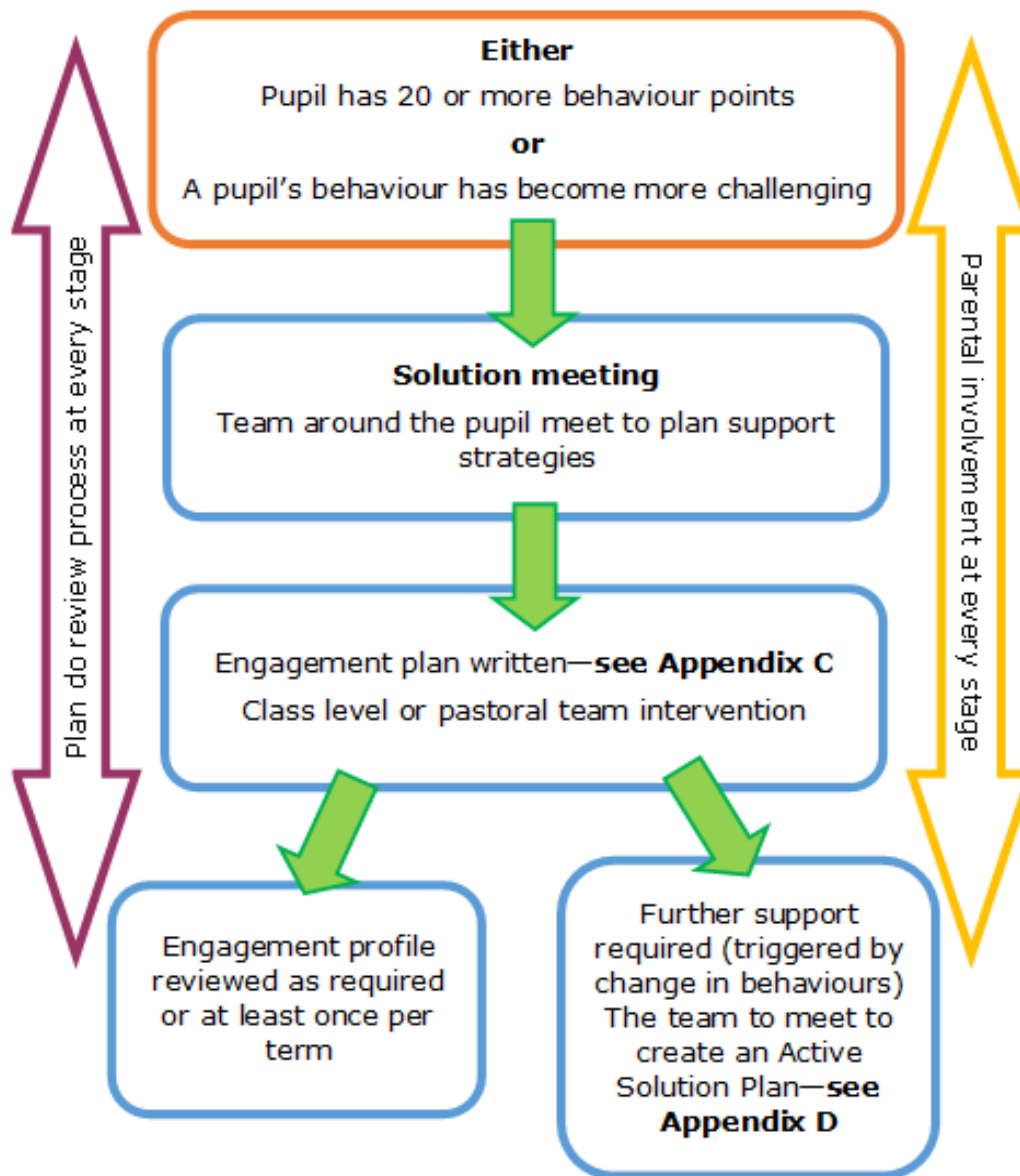 Either
Pupil has 20 or more behaviour points
or
A pupil's behaviour has become more challenging
Plan do review process at every stage
Parental involvement at every stage
Solution meeting
Team around the pupil meet to plan support
strategies
Engagement plan written—see Appendix C
Class level or pastoral team intervention
Engagement profile
reviewed as required
or at least once per
term
Further support
required (triggered by
change in behaviours)
The team to meet to
create an Active
Solution Plan—see
Appendix D